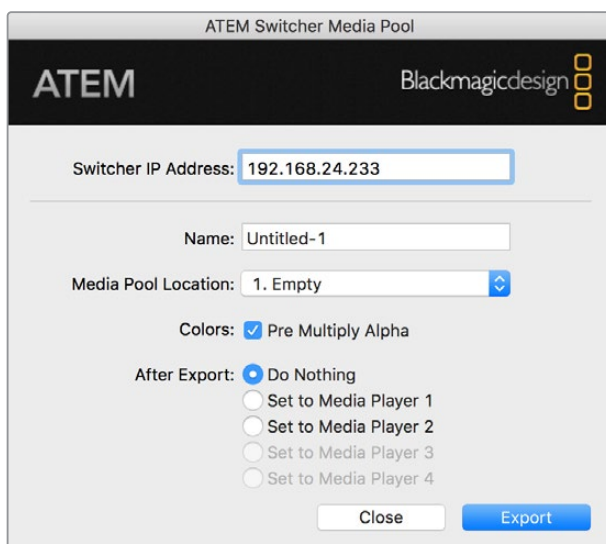 ATEM Switcher Media Pool
ATEM Blackmagicdesign
Switcher IP Address: 192.168.24.233
Name: Untitled-1
Media Pool Location: 1. Empty
Colors: Pre Multiply Alpha
After Export: Do Nothing
Set to Media Player 1
Set to Media Player 2
Set to Media Player 3
Set to Media Player 4
Close Export